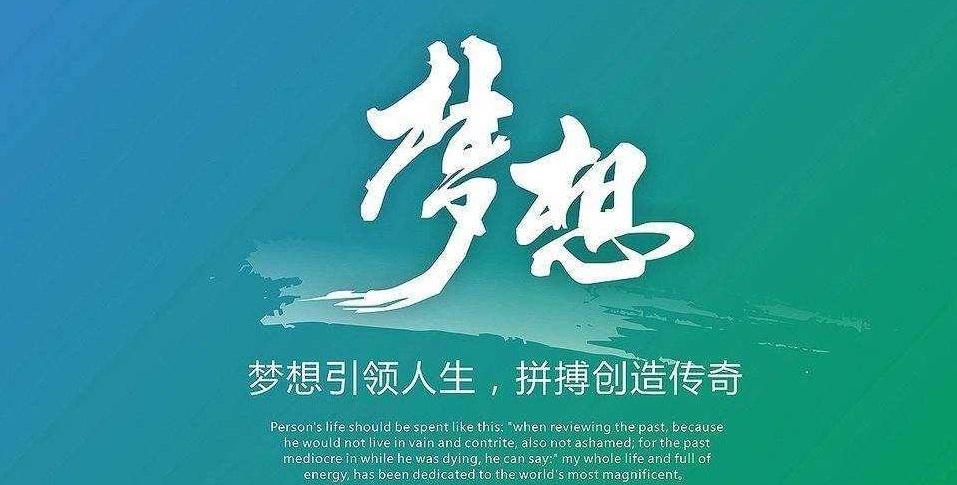 梦想
梦想引领人生，拼搏创造传奇
Person's life should be spent like this: "when reviewing the past, because
he would not live in vain and contrite, also not ashamed; for the past
mediocre in while he was dying, he can say:" my whole life and full of
energy, has been dedicated to the world's most magnificent。